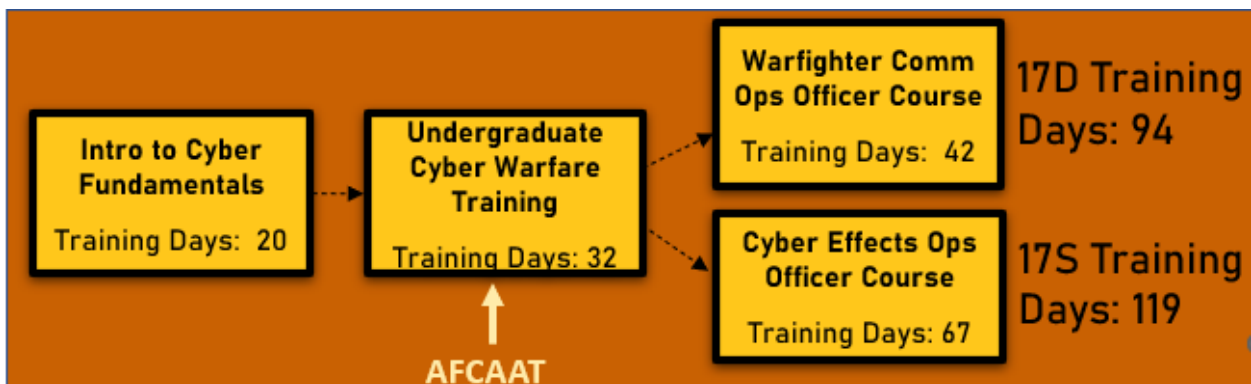 Intro to Cyber
Fundamentals
Training Days: 20
Undergraduate
Cyber Warfare
Training
Training Days: 32
AFCAAT
Warfighter Comm
Ops Officer Course
Training Days: 42
17D Training
Days: 94
Cyber Effects Ops
Officer Course
Training Days: 67
17S Training
Days: 119